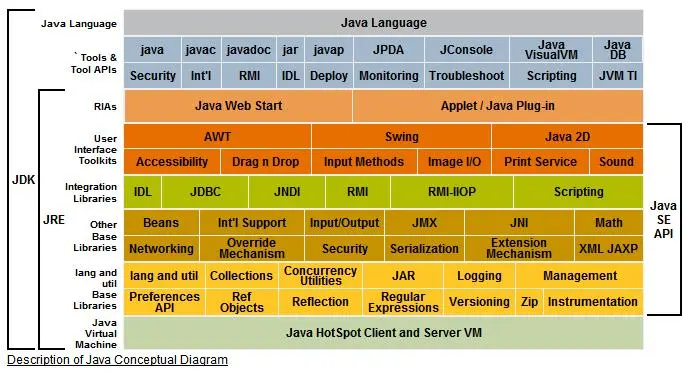 Java Language Java Language
` Tools &
Tool APIs
java javac javadoc jar javap JPDA JConsole Java VisualVM Java DB
Security Int'l RMI IDL Deploy Monitoring Troubleshoot Scripting JVM TI
RIAs Java Web Start Applet / Java Plug-in
User
Interface
Toolkits
AWT Swing Java 2D
Accessibility Drag n Drop Input Methods Image I/O Print Service Sound
Integration
Libraries
IDL JDBC JNDI RMI RMI-IIOP Scripting
JDK
JRE
Java
SE
API
Other
Base
Libraries
Beans Int'l Support Input/Output JMX JNI Math
Networking Override Mechanism Security Serialization Extension Mechanism XML JAXP
lang and
util
Base
Libraries
lang and util Collections Concurrency Utilities JAR Logging Management
Preferences API Ref Objects Reflection Regular Expressions Versioning Zip Instrumentation
Java
Virtual
Machine
Java HotSpot Client and Server VM
Description of Java Conceptual Diagram